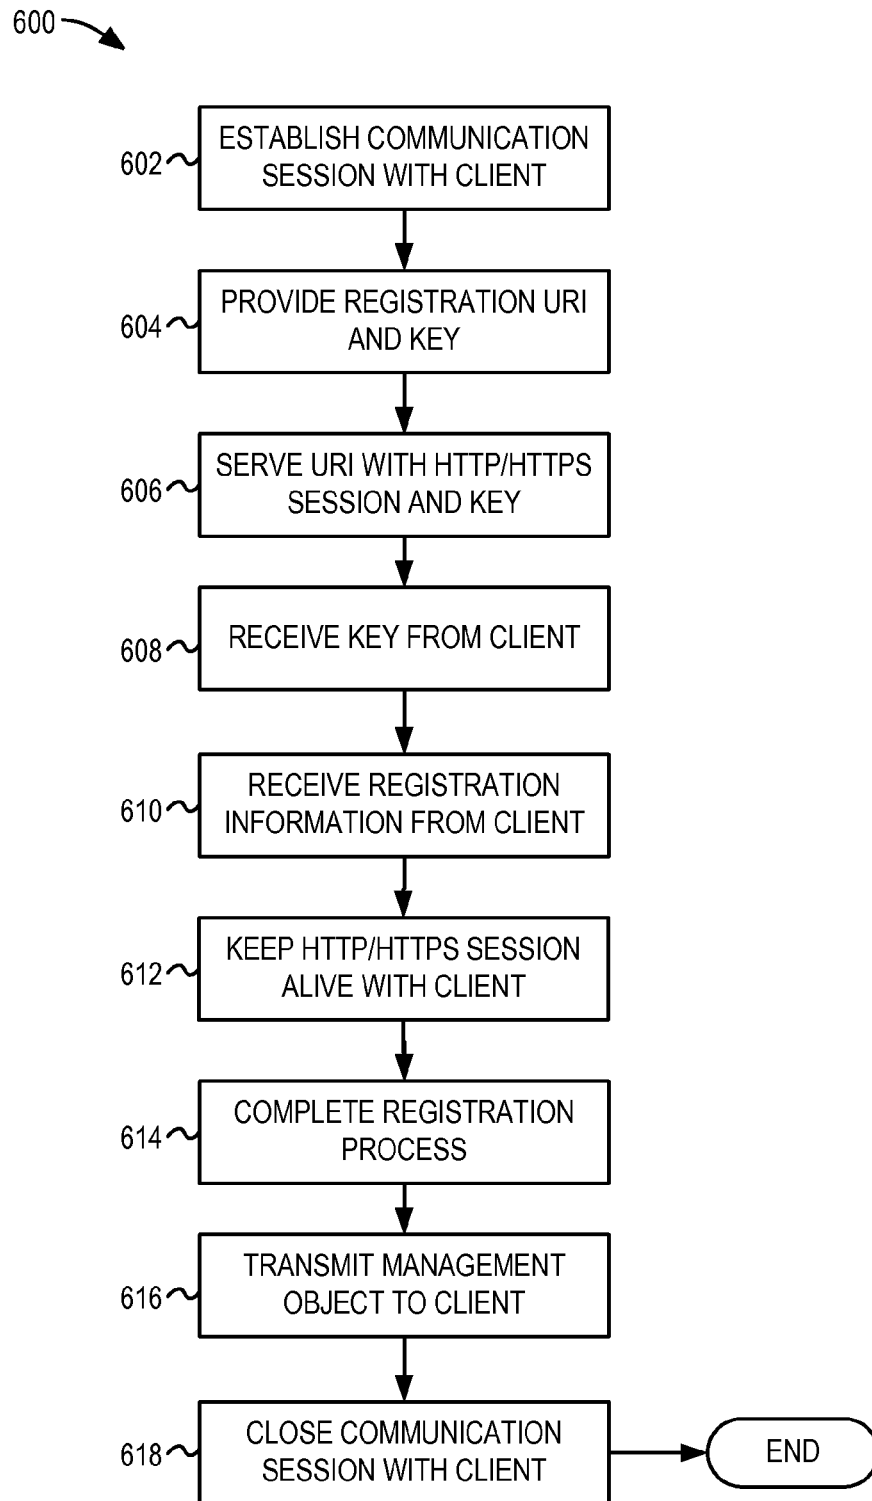 600
602
ESTABLISH COMMUNICATION
SESSION WITH CLIENT
604
PROVIDE REGISTRATION URI
AND KEY
606
SERVE URI WITH HTTP/HTTPS
SESSION AND KEY
608
RECEIVE KEY FROM CLIENT
610
RECEIVE REGISTRATION
INFORMATION FROM CLIENT
612
KEEP HTTP/HTTPS SESSION
ALIVE WITH CLIENT
614
COMPLETE REGISTRATION
PROCESS
616
TRANSMIT MANAGEMENT
OBJECT TO CLIENT
618
CLOSE COMMUNICATION
SESSION WITH CLIENT
END